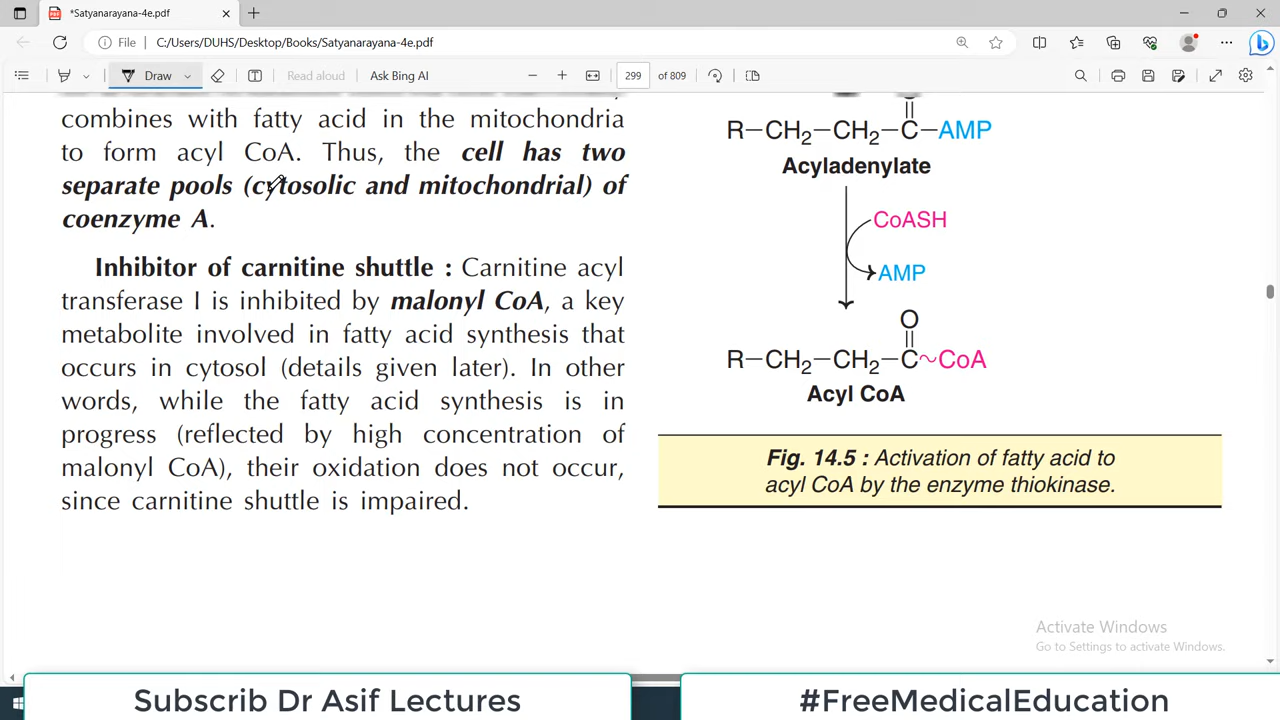 *Satyanarayana-4e.pdf
File C:/Users/DUHS/Desktop/Books/Satyanarayana-4e.pdf
Draw Read aloud Ask Bing AI 299 of 809
combines with fatty acid in the mitochondria
to form acyl CoA. Thus, the cell has two
separate pools (cytosolic and mitochondrial) of
coenzyme A.
Inhibitor of carnitine shuttle : Carnitine acyl
transferase I is inhibited by malonyl CoA, a key
metabolite involved in fatty acid synthesis that
occurs in cytosol (details given later). In other
words, while the fatty acid synthesis is in
progress (reflected by high concentration of
malonyl CoA), their oxidation does not occur,
since carnitine shuttle is impaired.
R–CH2–CH2–C–AMP
Acyladenylate
CoASH
AMP
O
R–CH2–CH2–C~CoA
Acyl CoA
Fig. 14.5 : Activation of fatty acid to
acyl CoA by the enzyme thiokinase.
Activate Windows
Go to Settings to activate Windows.
Subscrib Dr Asif Lectures
#FreeMedicalEducation